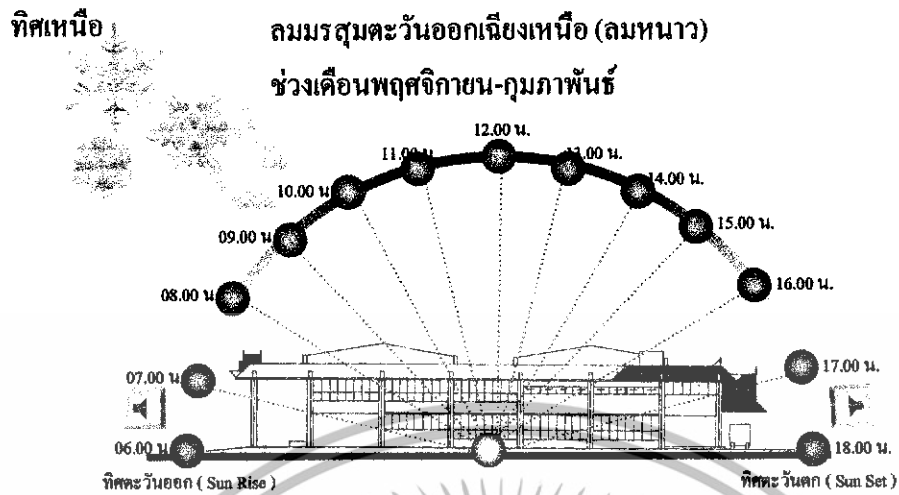 ทิศเหนือ
ลมมรสุมตะวันออกเฉียงเหนือ (ลมหนาว)
ช่วงเดือนพฤศจิกายน-กุมภาพันธ์
12.00 น.
11.00 น.
13.00 น.
10.00 น
14.00 น.
09.00 น
15.00 น.
08.00 น.
16.00 น.
07.00 น.
17.00 น.
06.00 น.
18.00 น.
ทิศตะวันออก ( Sun Rise )
ทิศตะวันตก ( Sun Set )